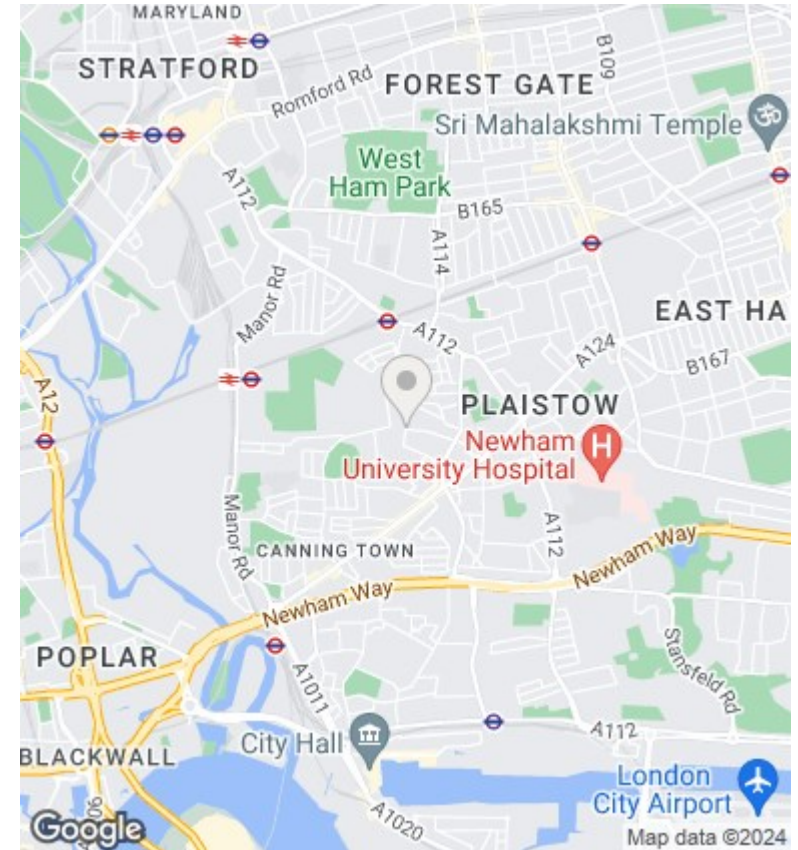 MARYLAND
STRATFORD
Romford Rd
FOREST GATE
B109
Sri Mahalakshmi Temple
ॐ
West
Ham Park
A112
B165
A114
Manor Rd
EAST HA
A112
A124
B167
A12
PLAISTOW
Newham
University Hospital
H
Manor Rd
A112
CANNING TOWN
Newham Way
Newham Way
POPLAR
Stansfeld Rd
A1011
A112
BLACKWALL
City Hall
London
City Airport
A1020
Google
Map data ©2024